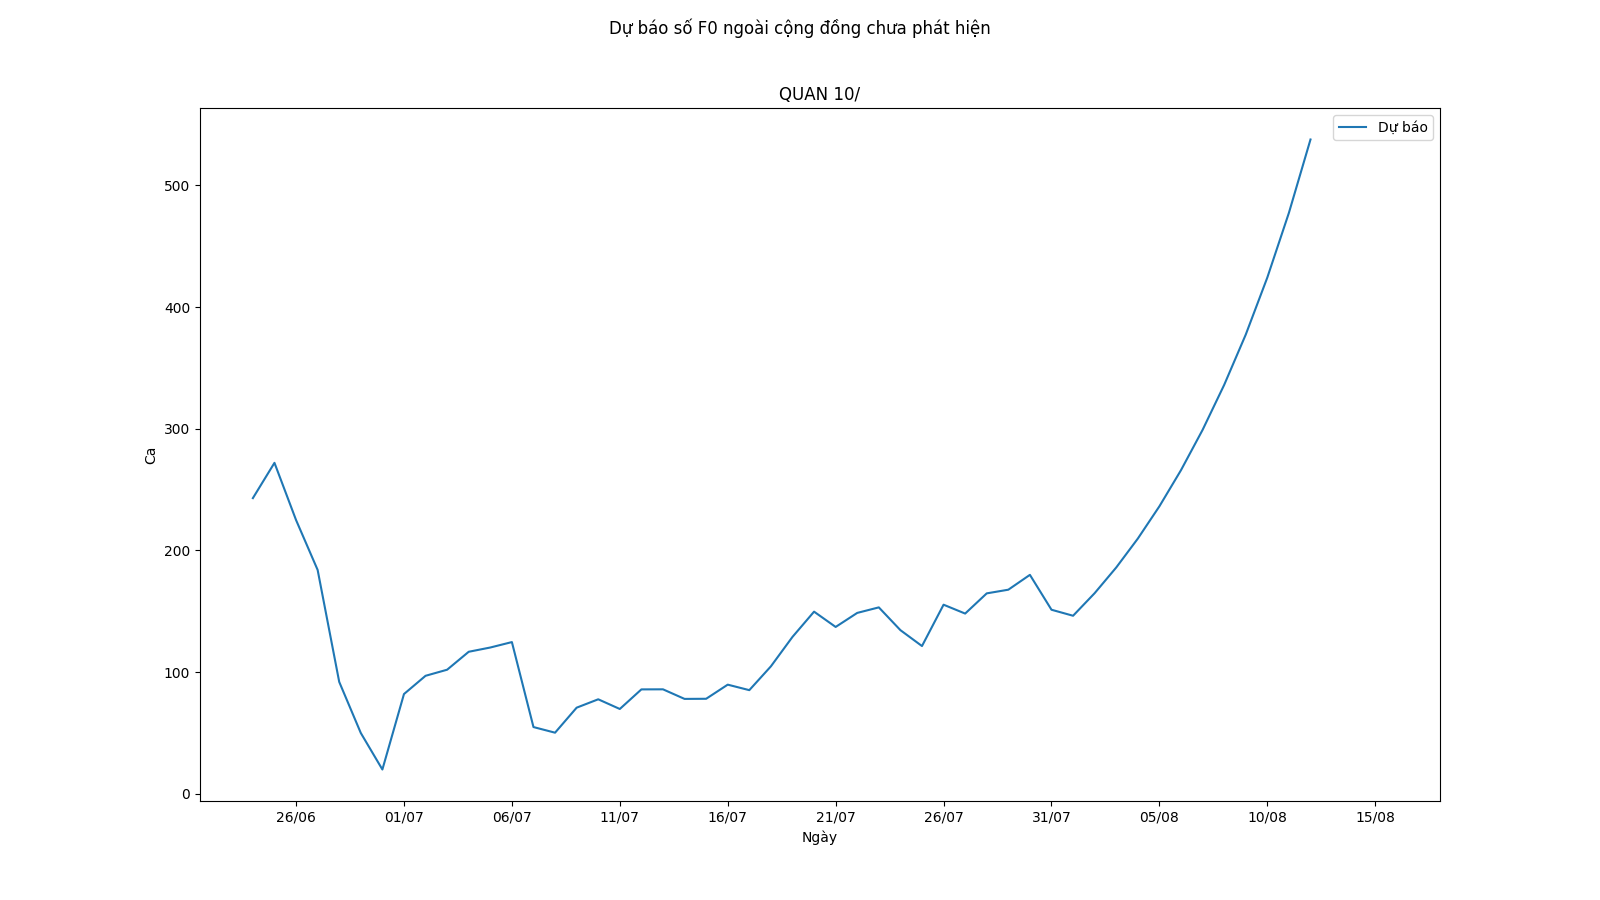 Dự báo số F0 ngoài cộng đồng chưa phát hiện
QUAN 10/
Dự báo
500
400
300
200
100
0
Ca
26/06 01/07 06/07 11/07 16/07 21/07 26/07 31/07 05/08 10/08 15/08
Ngày